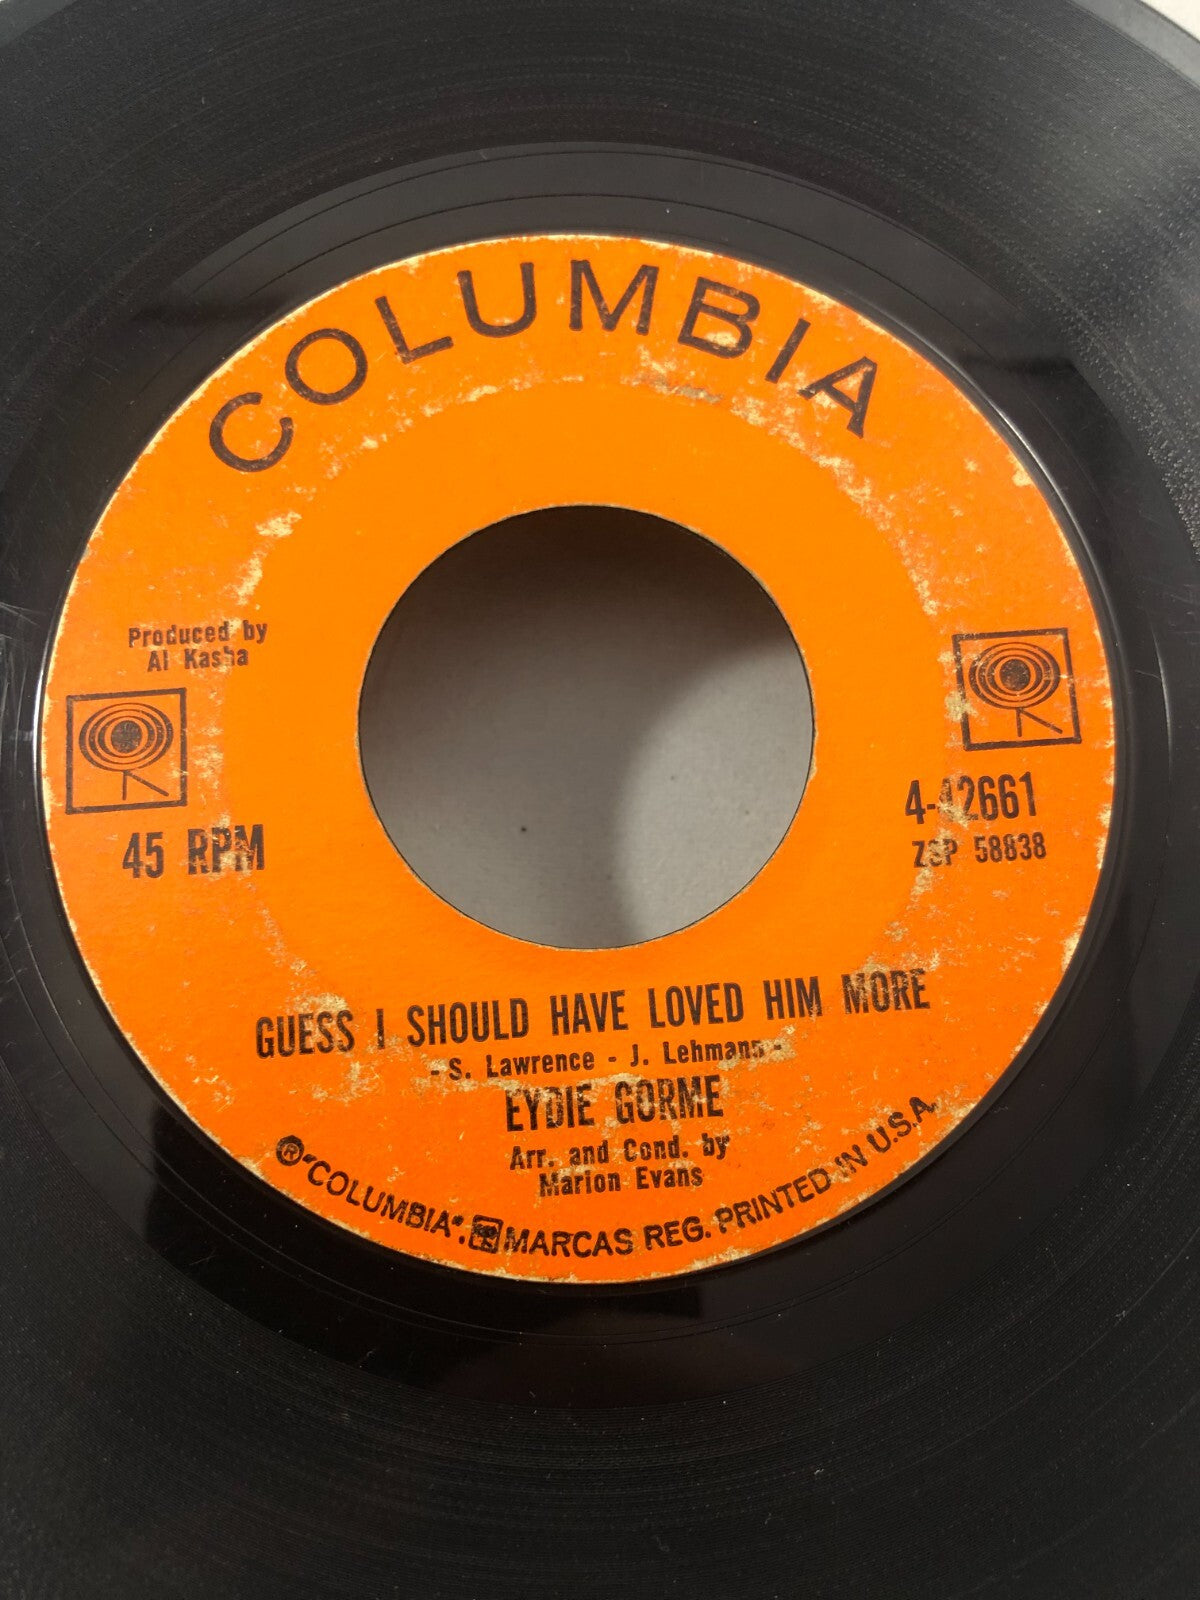 COLUMBIA
Produced by
Al Kasha
45 RPM
4-42661
ZSP 58838
GUESS I SHOULD HAVE LOVED HIM MORE
- S. Lawrence - J. Lehmann -
EYDIE GORME
Arr. and Cond. by
Marion Evans
® "COLUMBIA", MARCAS REG. PRINTED IN U.S.A.